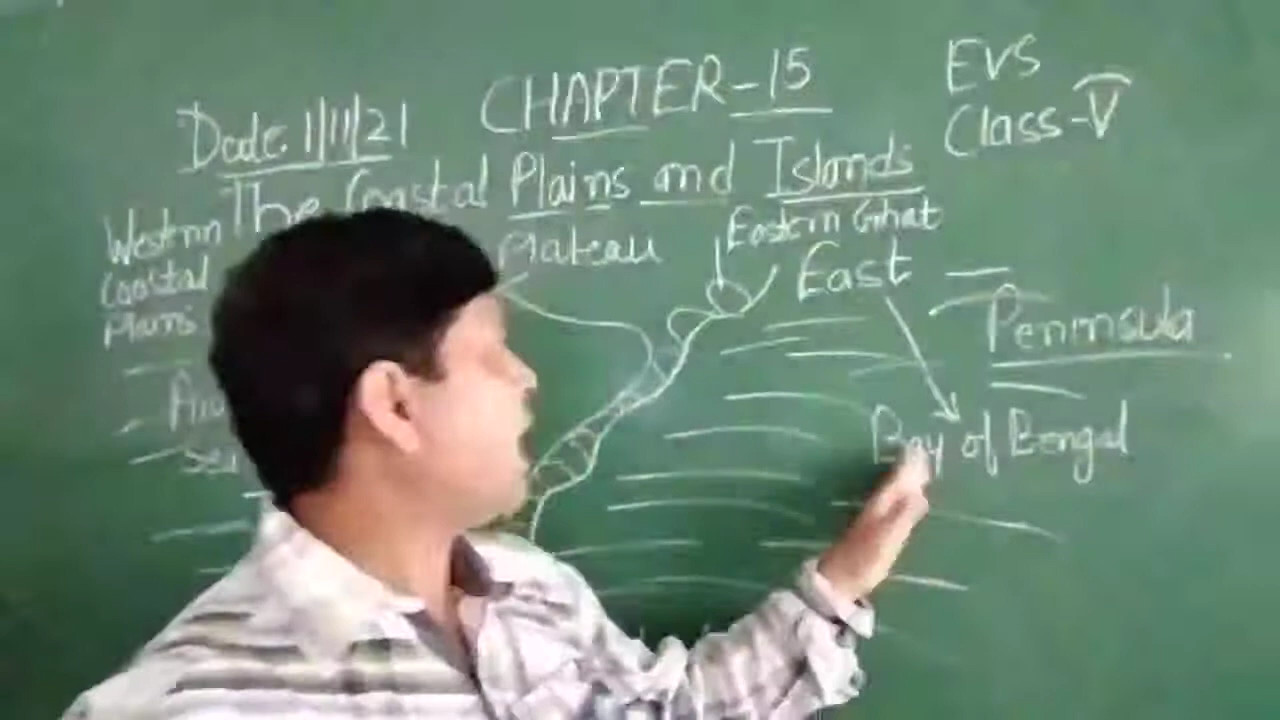 EVS
CHAPTER-15
Class-V
Date 1/11/21
The Coastal Plains and Islands
Western
Coastal
Plains
Plateau
Eastern Ghat
East
Peninsula
Bay of Bengal